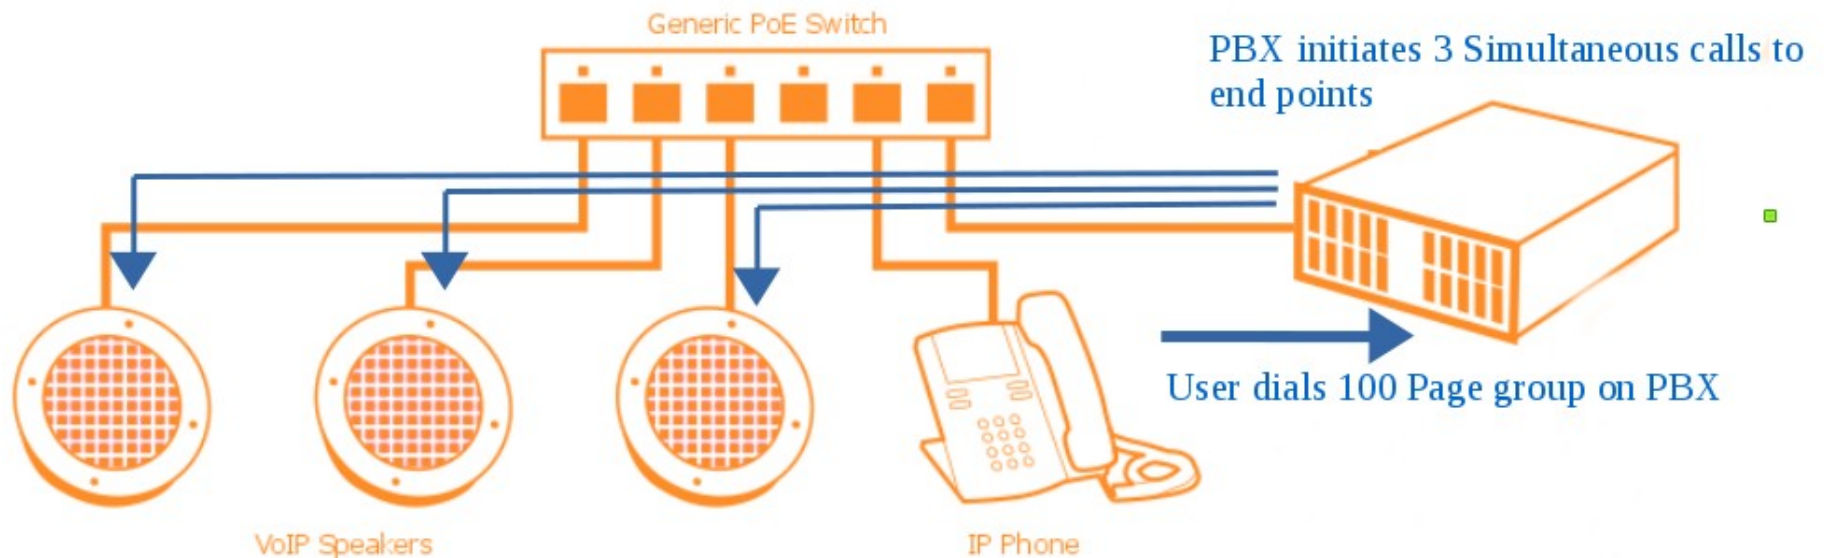 Generic PoE Switch
PBX initiates 3 Simultaneous calls to
end points
User dials 100 Page group on PBX
VoIP Speakers
IP Phone